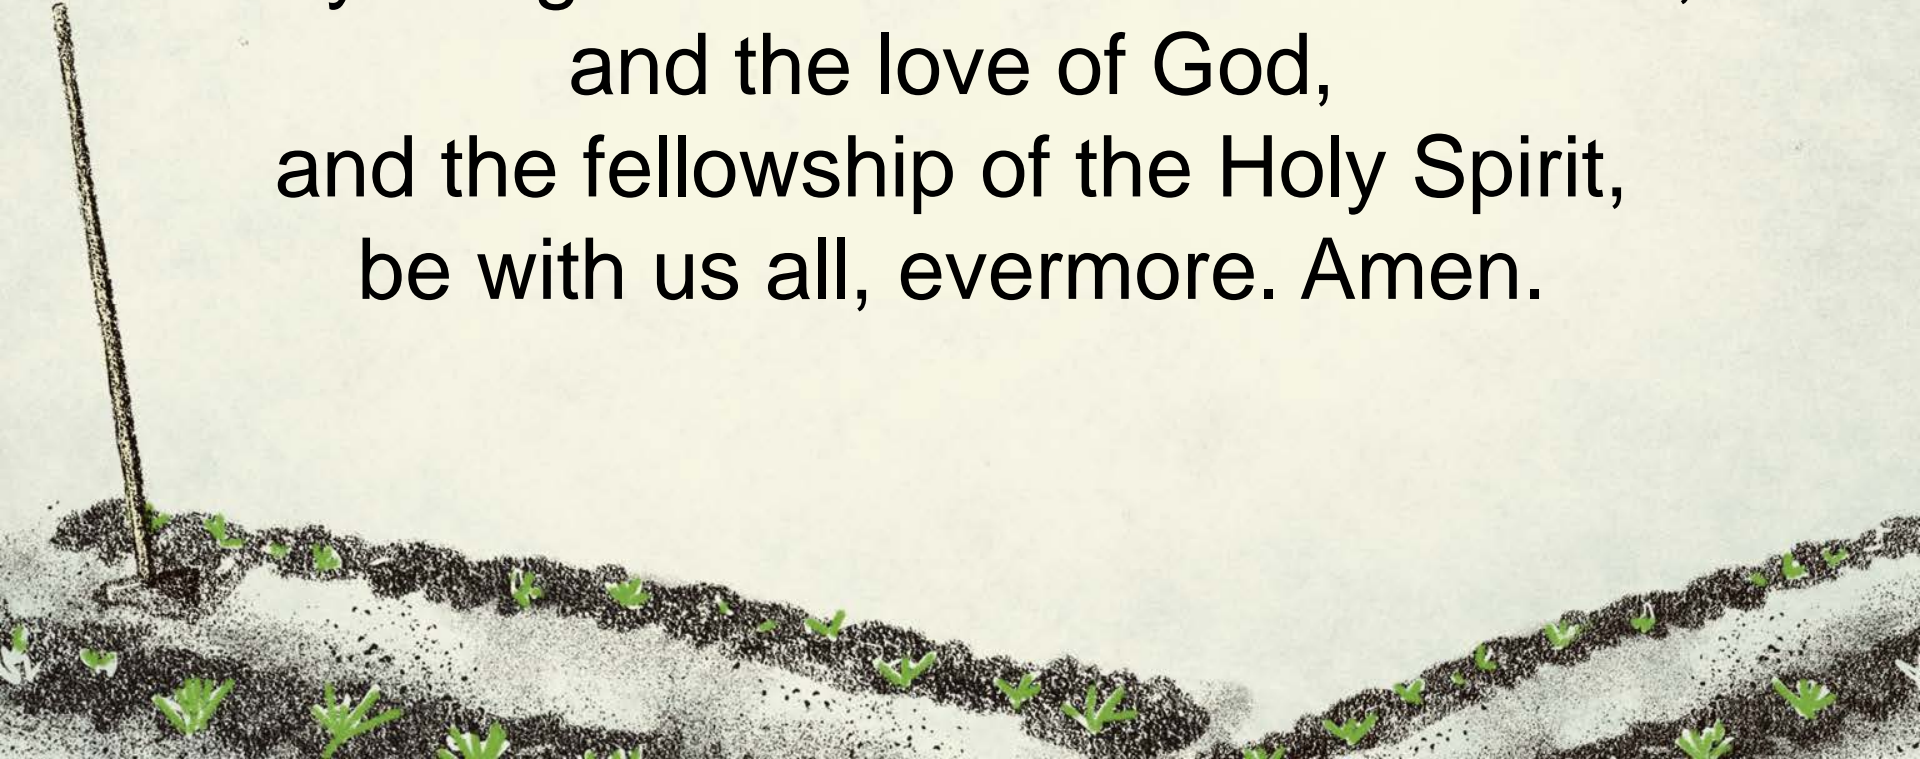 and the love of God,
and the fellowship of the Holy Spirit,
be with us all, evermore. Amen.